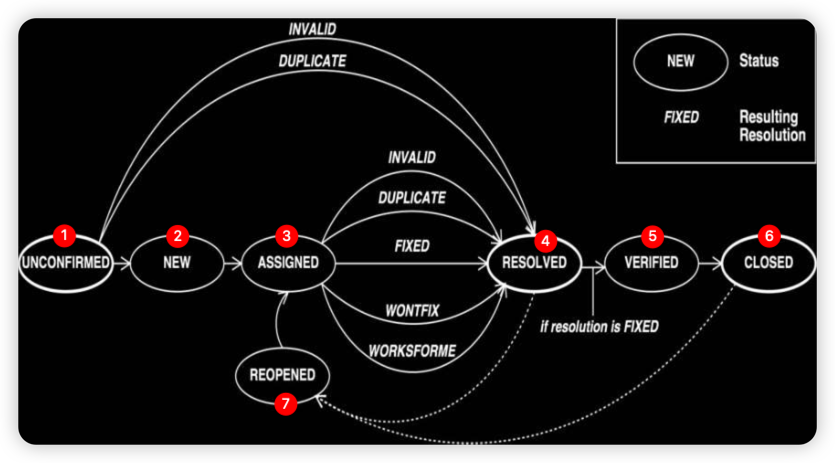 INVALID
DUPLICATE
NEW
Status
FIXED
Resulting
Resolution
INVALID
DUPLICATE
FIXED
WONTFIX
WORKSFORME
1
UNCONFIRMED
2
NEW
3
ASSIGNED
4
RESOLVED
5
VERIFIED
6
CLOSED
if resolution is FIXED
REOPENED
7